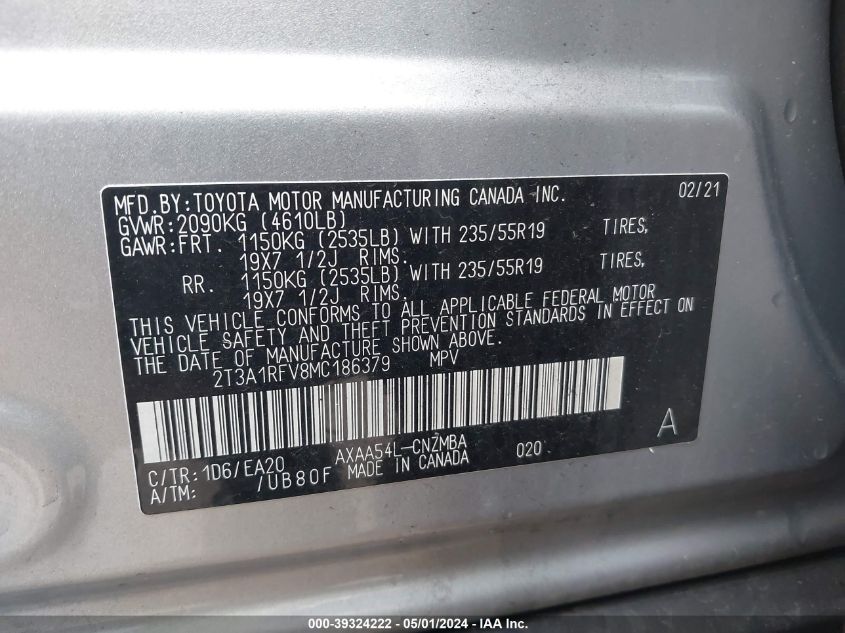 MFD.BY:TOYOTA MOTOR MANUFACTURING CANADA INC. 02/21
GVWR:2090KG (4610LB)
GAWR:FRT. 1150KG (2535LB) WITH 235/55R19 TIRES,
19X7 1/2J RIMS.
RR. 1150KG (2535LB) WITH 235/55R19 TIRES,
19X7 1/2J RIMS.
THIS VEHICLE CONFORMS TO ALL APPLICABLE FEDERAL MOTOR
VEHICLE SAFETY AND THEFT PREVENTION STANDARDS IN EFFECT ON
THE DATE OF MANUFACTURE SHOWN ABOVE.
2T3A1RFV8MC186379 MPV
A
C/TR:1D6/EA20 AXAA54L-CNZMBA 020
A/TM: /UB80F MADE IN CANADA
000-39324222 - 05/01/2024 - IAA Inc.